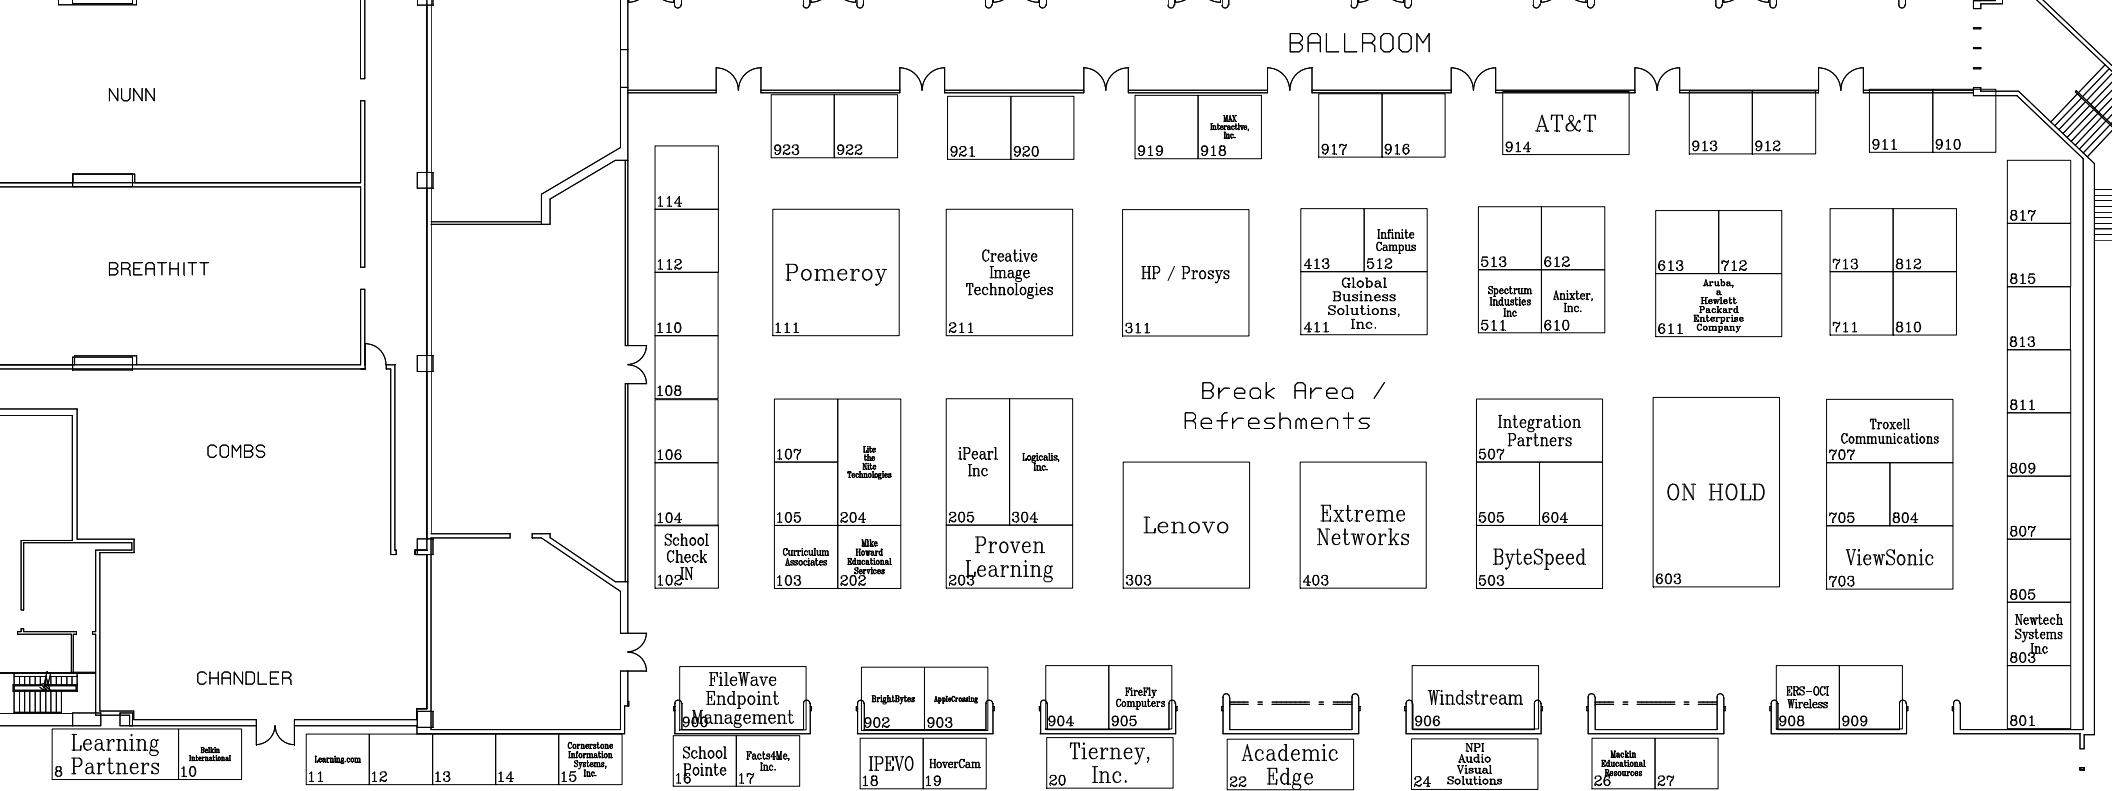 BALLROOM
NUNN
BREATHITT
COMBS
CHANDLER
923
922
921
920
919
MAX
Interactive,
Inc.
918
917
916
AT&T
914
913
912
911
910
114
112
110
108
106
104
School
Check
IN
102
Pomeroy
111
Creative
Image
Technologies
211
HP / Prosys
311
413
Infinite
Campus
512
Global
Business
Solutions,
Inc.
411
513
612
Spectrum
Industies
Inc
511
Anixter,
Inc.
610
613
712
Aruba,
a
Hewlett
Packard
Enterprise
Company
611
713
812
711
810
817
815
813
811
809
807
805
Newtech
Systems
Inc
803
801
Break Area /
Refreshments
107
105
Lite
the
Nite
Technologies
204
Curriculum
Associates
103
Mike
Howard
Educational
Services
202
iPearl
Inc
205
Logicalis,
Inc.
304
Proven
Learning
203
Lenovo
303
Extreme
Networks
403
Integration
Partners
507
505
604
ByteSpeed
503
ON HOLD
603
Troxell
Communications
707
705
804
ViewSonic
703
FileWave
Endpoint
Management
900
BrightBytes
902
AppleCrossing
903
904
FireFly
Computers
905
Windstream
906
ERS-OCI
Wireless
908
909
Learning
Partners
8
Belkin
International
10
Learning.com
11
12
13
14
Cornerstone
Information
Systems,
Inc.
15
School
Pointe
16
Facts4Me,
Inc.
17
IPEVO
18
HoverCam
19
Tierney,
Inc.
20
Academic
Edge
22
NPI
Audio
Visual
Solutions
24
Mackin
Educational
Resources
26
27